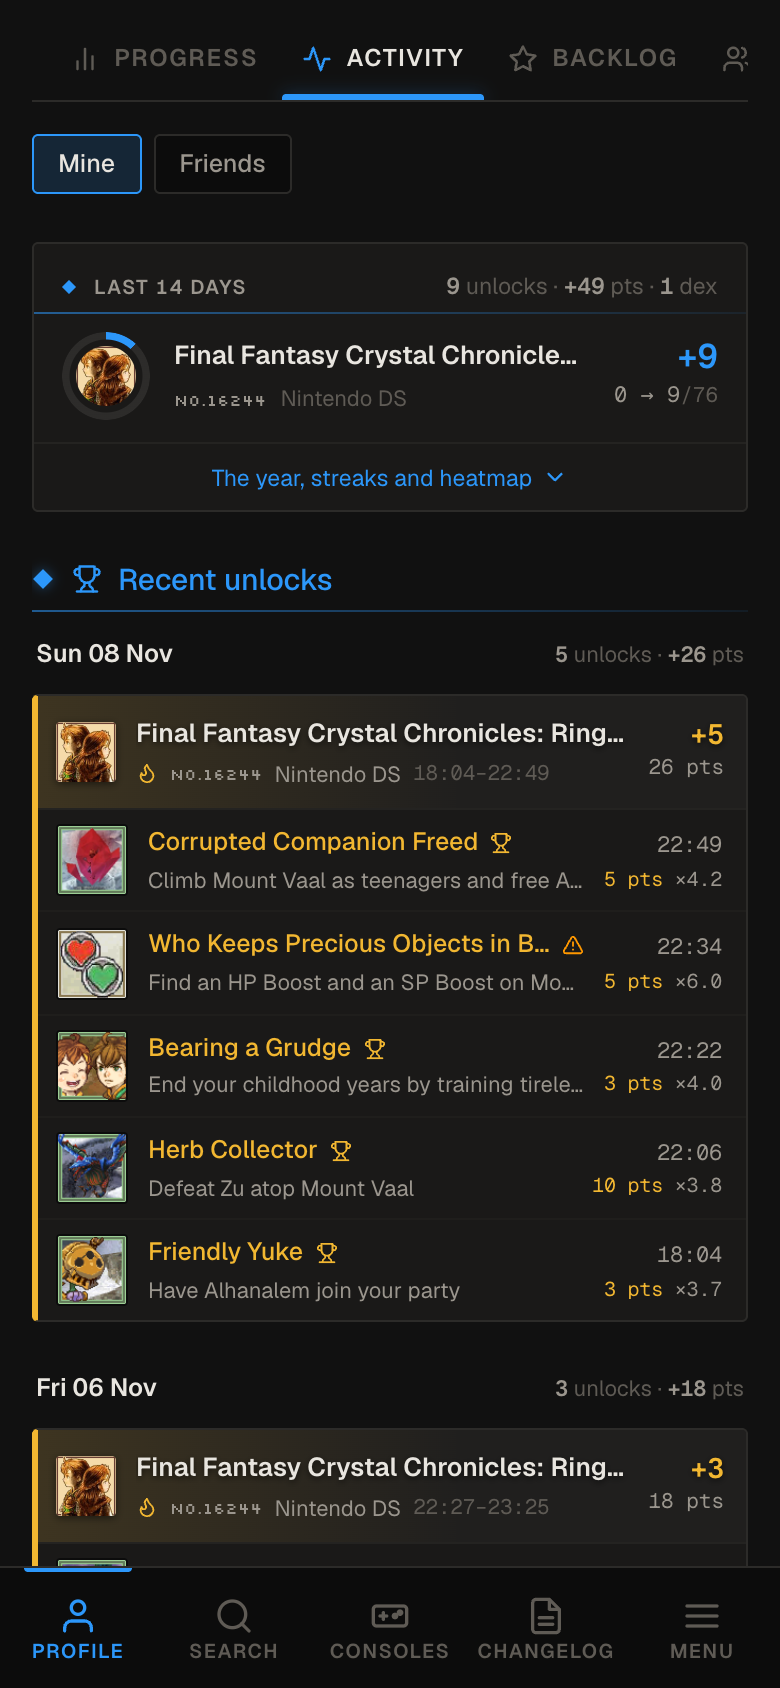 PROGRESS ACTIVITY BACKLOG
Mine Friends
LAST 14 DAYS 9 unlocks · +49 pts · 1 dex
Final Fantasy Crystal Chronicle... +9
NO.16244 Nintendo DS 0 → 9/76
The year, streaks and heatmap
Recent unlocks
Sun 08 Nov 5 unlocks · +26 pts
Final Fantasy Crystal Chronicles: Ring... +5
NO.16244 Nintendo DS 18:04–22:49 26 pts
Corrupted Companion Freed 22:49
Climb Mount Vaal as teenagers and free A... 5 pts ×4.2
Who Keeps Precious Objects in B... 22:34
Find an HP Boost and an SP Boost on Mo... 5 pts ×6.0
Bearing a Grudge 22:22
End your childhood years by training tirele... 3 pts ×4.0
Herb Collector 22:06
Defeat Zu atop Mount Vaal 10 pts ×3.8
Friendly Yuke 18:04
Have Alhanalem join your party 3 pts ×3.7
Fri 06 Nov 3 unlocks · +18 pts
Final Fantasy Crystal Chronicles: Ring... +3
NO.16244 Nintendo DS 22:27–23:25 18 pts
PROFILE SEARCH CONSOLES CHANGELOG MENU